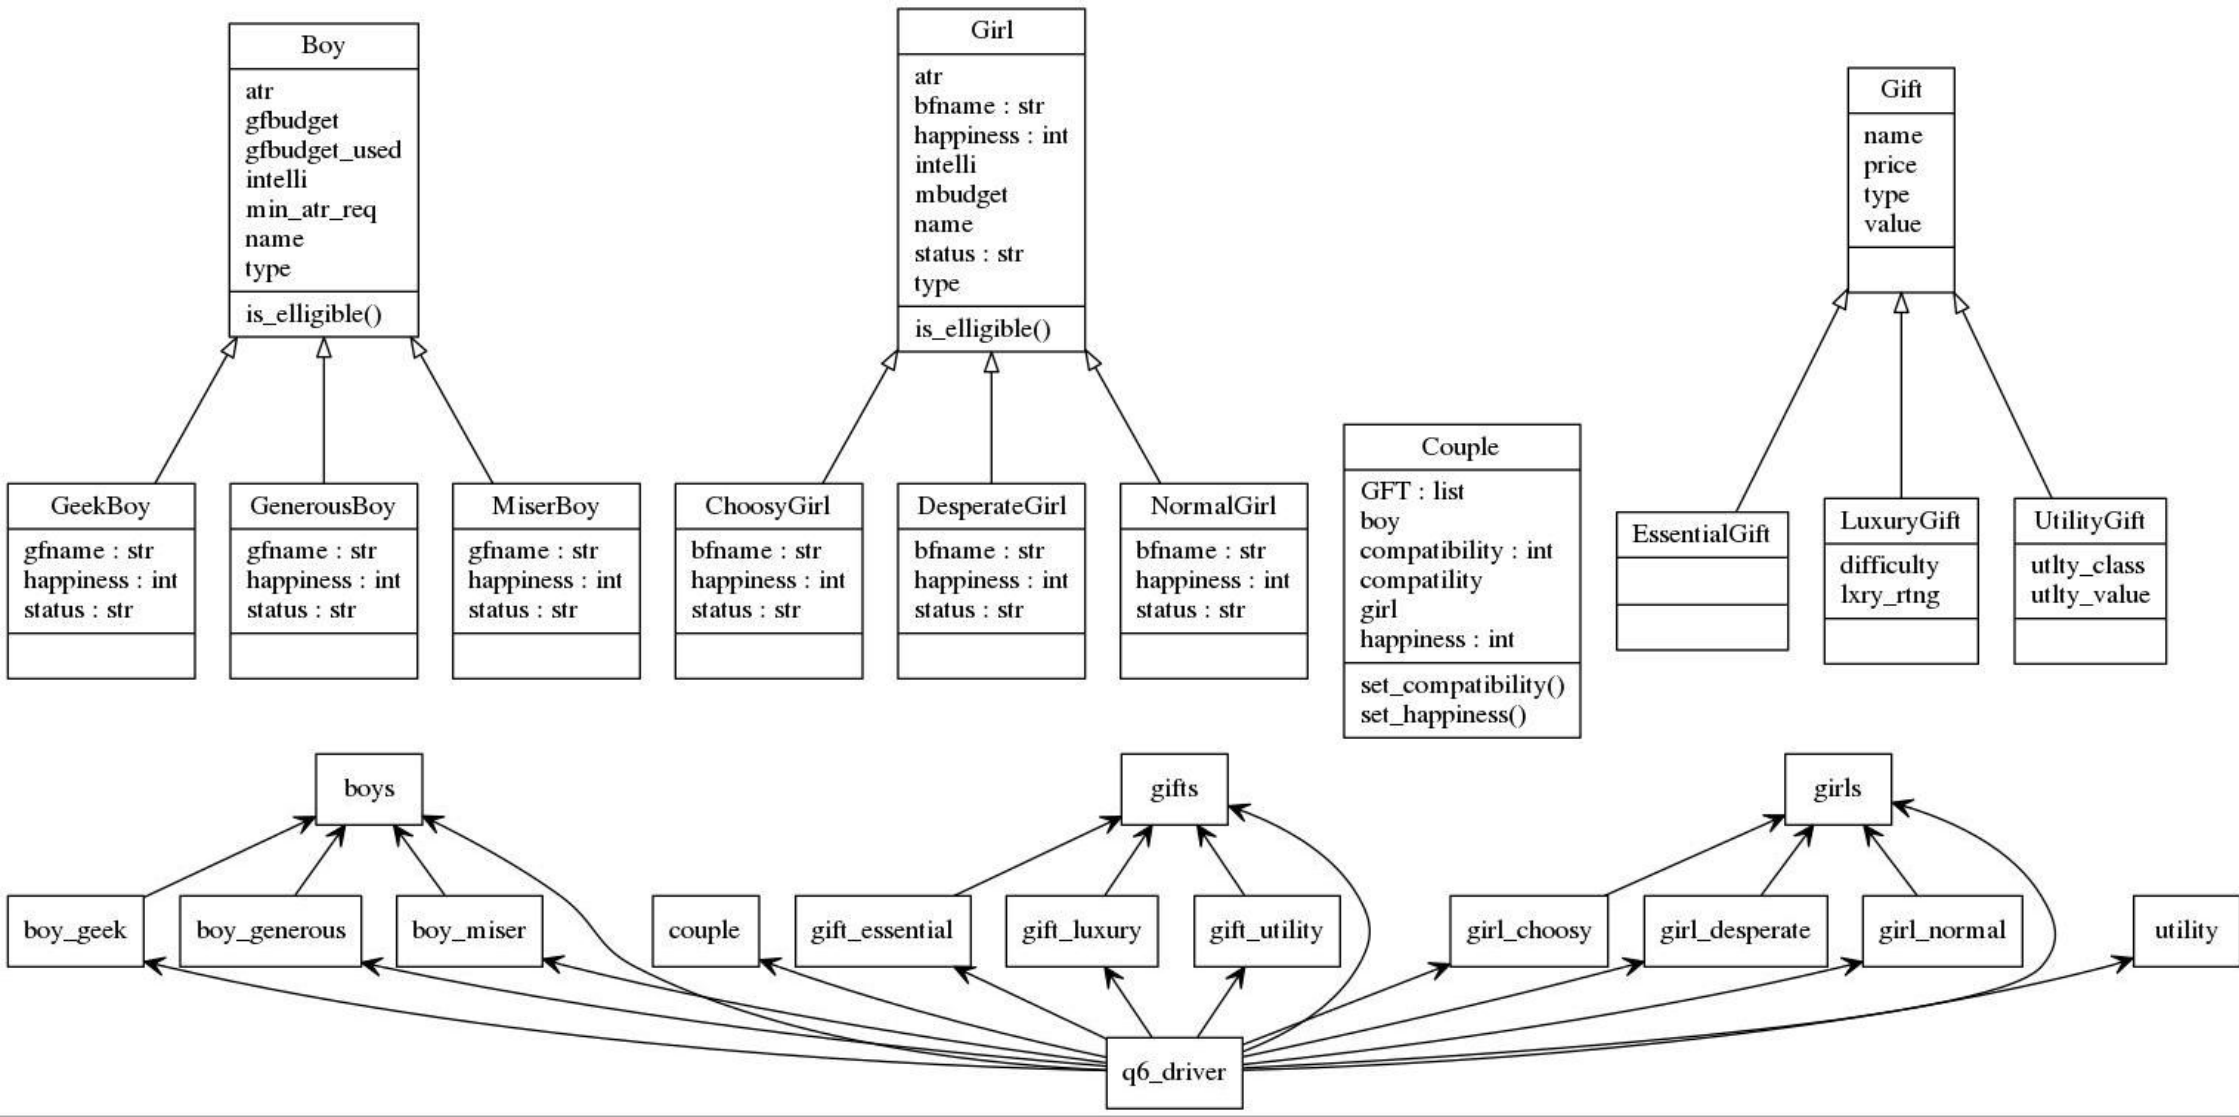 Boy
atr
gfbudget
gfbudget_used
intelli
min_atr_req
name
type
is_elligible()
Girl
atr
bfname : str
happiness : int
intelli
mbudget
name
status : str
type
is_elligible()
Gift
name
price
type
value
GeekBoy
gfname : str
happiness : int
status : str
GenerousBoy
gfname : str
happiness : int
status : str
MiserBoy
gfname : str
happiness : int
status : str
ChoosyGirl
bfname : str
happiness : int
status : str
DesperateGirl
bfname : str
happiness : int
status : str
NormalGirl
bfname : str
happiness : int
status : str
Couple
GFT : list
boy
compatibility : int
compatility
girl
happiness : int
set_compatibility()
set_happiness()
EssentialGift
LuxuryGift
difficulty
lxry_rtng
UtilityGift
utlty_class
utlty_value
boys
gifts
girls
boy_geek
boy_generous
boy_miser
couple
gift_essential
gift_luxury
gift_utility
girl_choosy
girl_desperate
girl_normal
utility
q6_driver